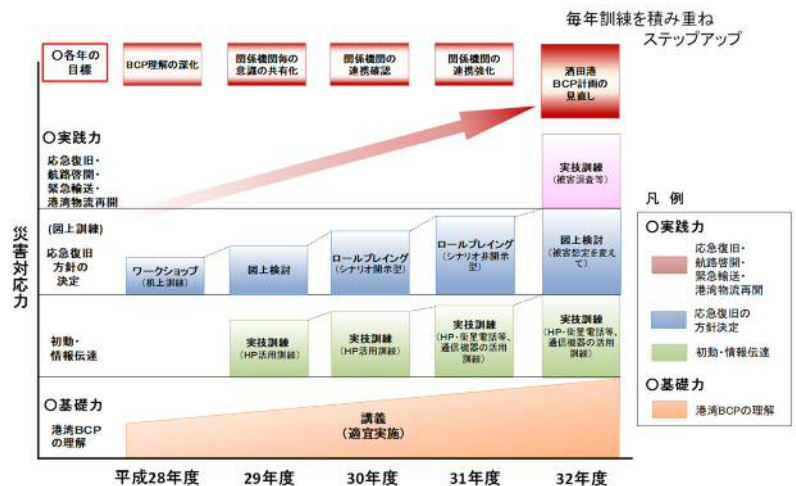 毎年訓練を積み重ね
ステップアップ
〇各年の
目標
BCP理解の深化
関係機関毎の
意識の共有化
関係機関の
連携確認
関係機関の
連携強化
酒田港
BCP計画の
見直し
災害対応力
〇実践力
応急復旧・
航路啓開・
緊急輸送・
港湾物流再開
実技訓練
(被害調査等)
(図上訓練)
応急復旧
方針の
決定
ワークショップ
(机上訓練)
図上検討
ロールプレイング
(シナリオ開示型)
ロールプレイング
(シナリオ非開示
型)
図上検討
(被害想定を変え
て)
初動・
情報伝達
実技訓練
(HP活用訓練)
実技訓練
(HP活用訓練)
実技訓練
(HP・衛星電話等、
通信機器の活用
訓練)
実技訓練
(HP・衛星電話等、
通信機器の活用
訓練)
〇基礎力
港湾BCP
の理解
講義
(適宜実施)
平成28年度
29年度
30年度
31年度
32年度
凡 例
〇実践力
応急復旧・
航路啓開・
緊急輸送・
港湾物流再開
応急復旧の
方針決定
初動・情報伝達
〇基礎力
港湾BCPの理解